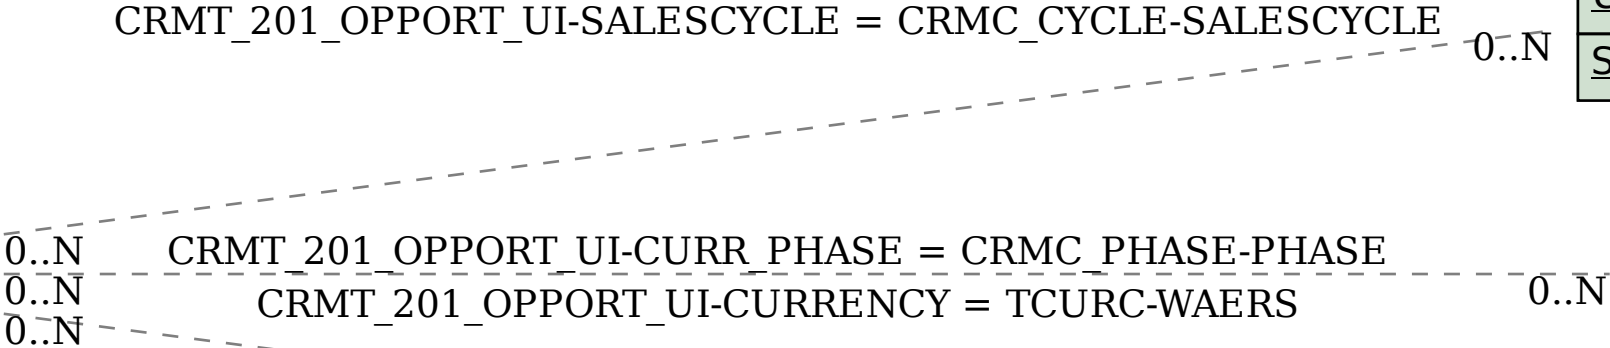 CRMT_201_OPPORT_UI-SALESCYCLE = CRMC_CYCLE-SALESCYCLE
0..N
0..N
CRMT_201_OPPORT_UI-CURR_PHASE = CRMC_PHASE-PHASE
0..N
0..N
CRMT_201_OPPORT_UI-CURRENCY = TCURC-WAERS
0..N